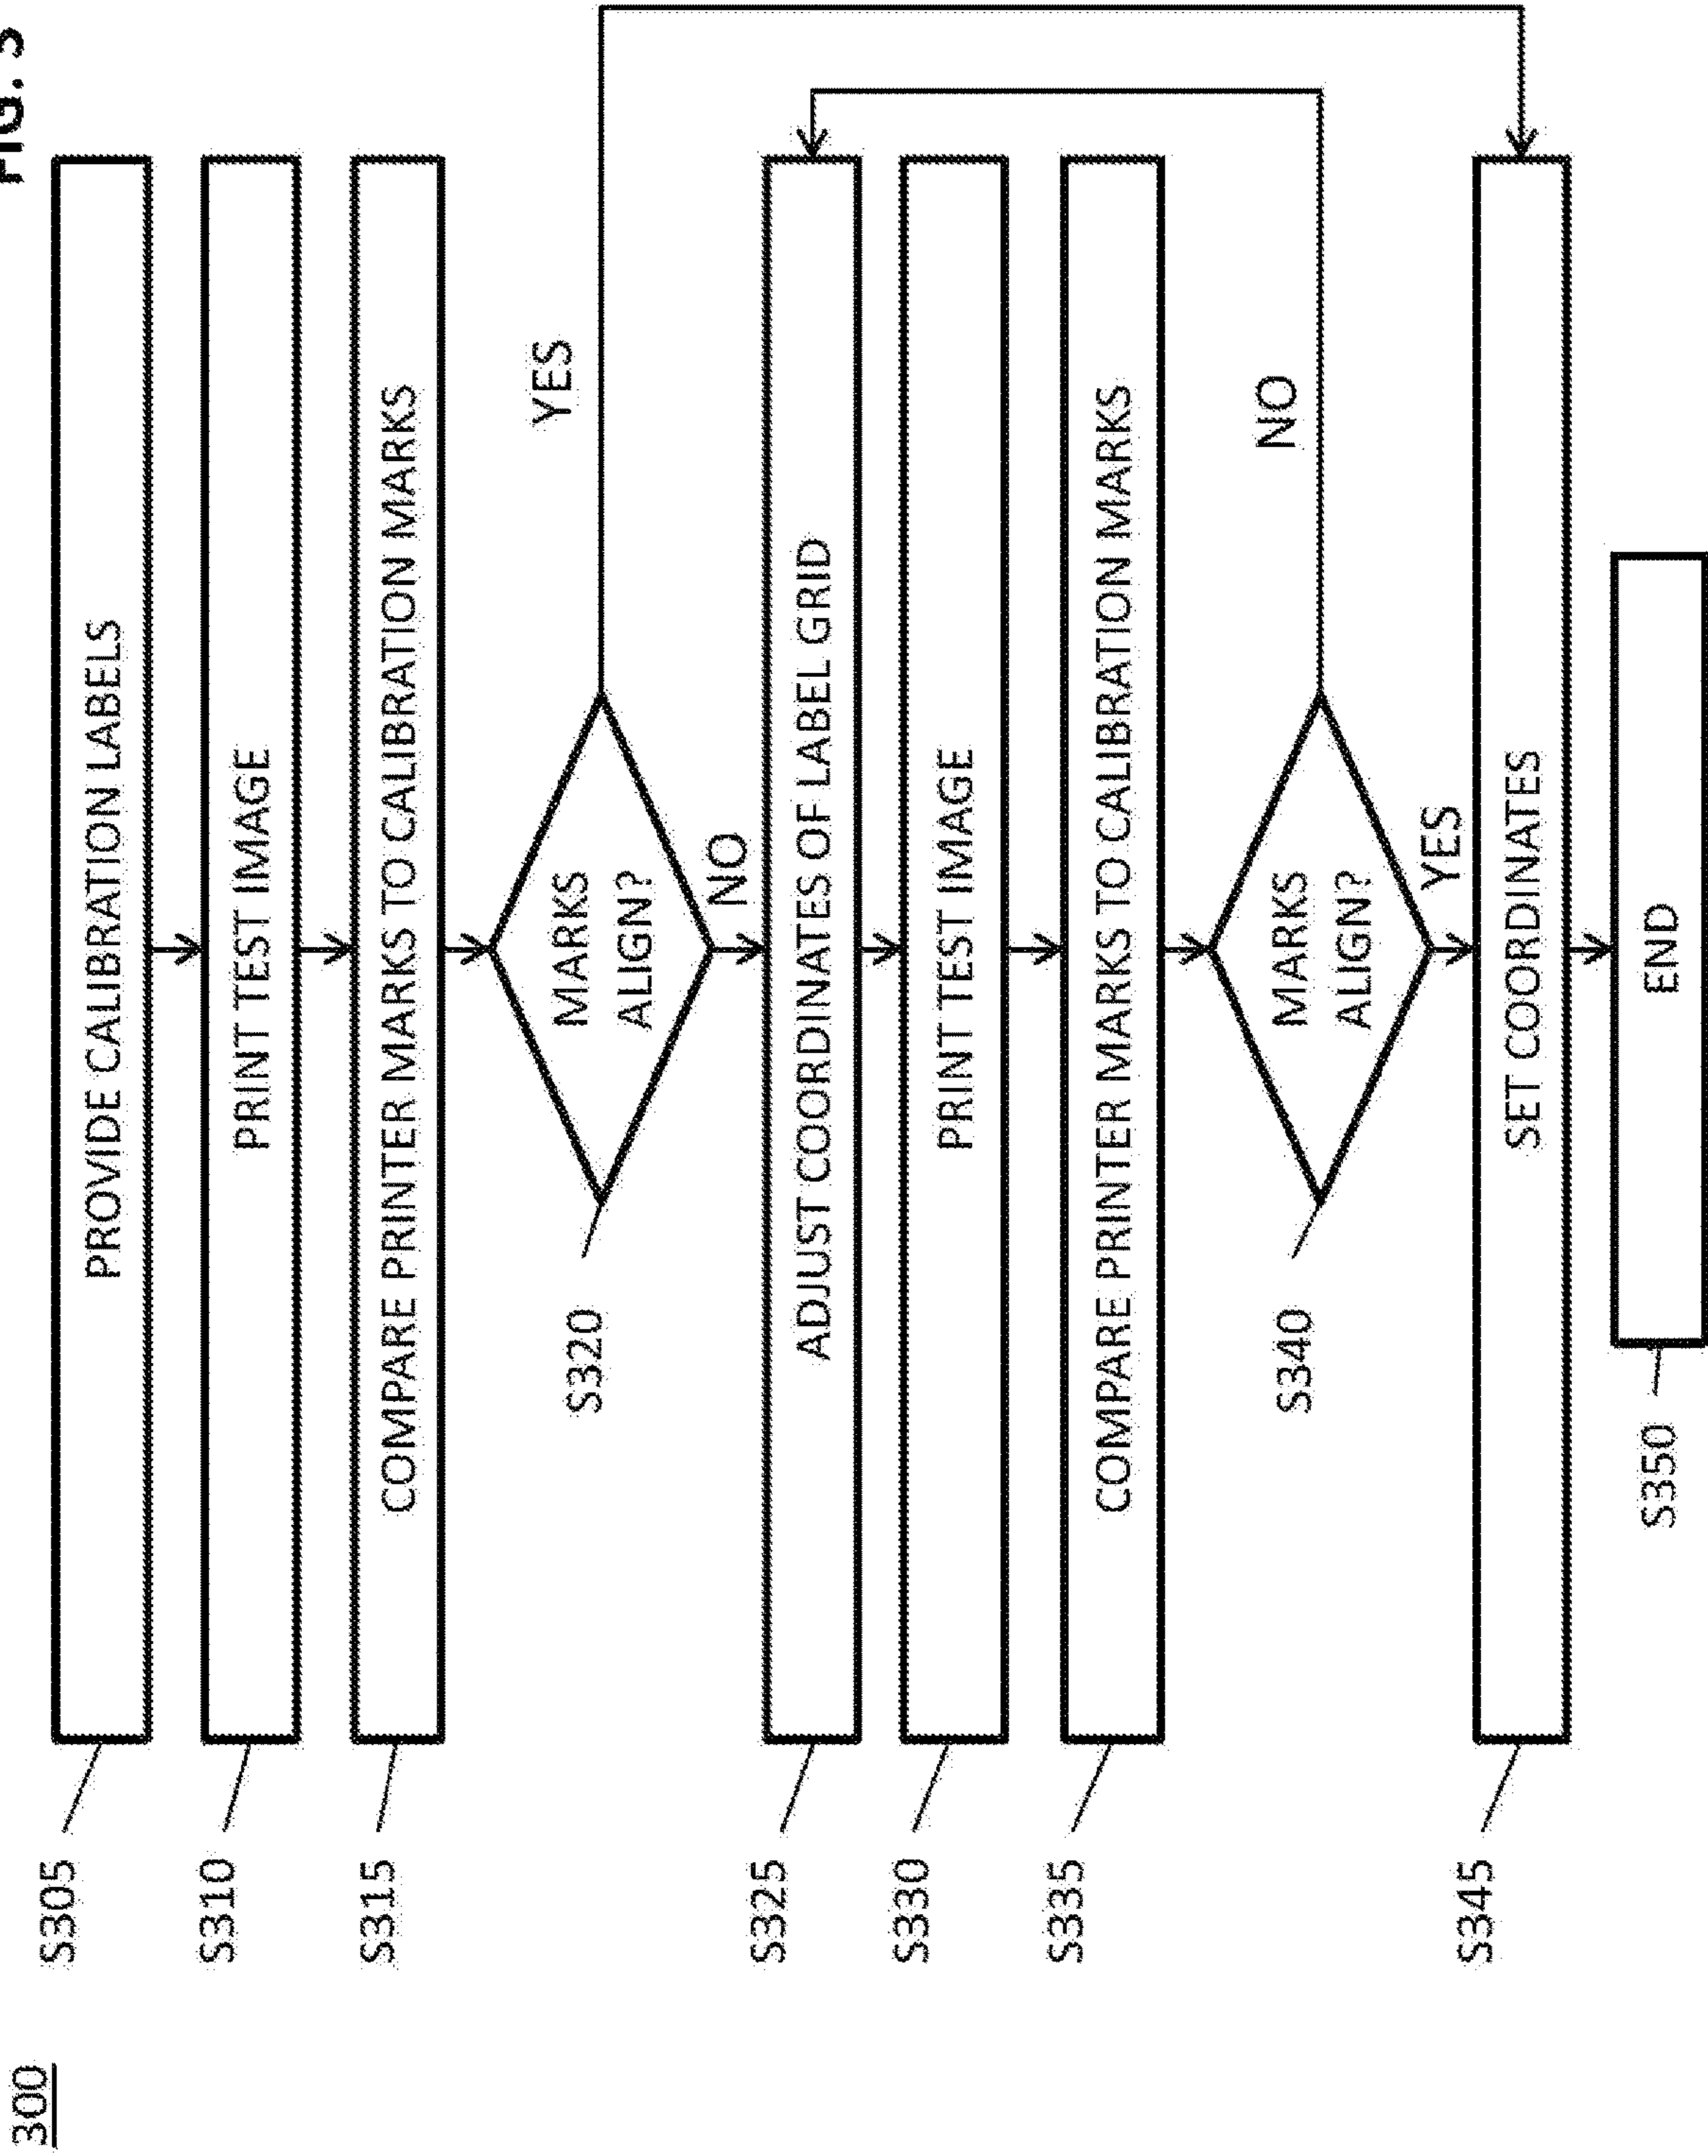 FIG. 3
300
S305
PROVIDE CALIBRATION LABELS
S310
PRINT TEST IMAGE
S315
COMPARE PRINTER MARKS TO CALIBRATION MARKS
S320
MARKS
ALIGN?
YES
NO
S325
ADJUST COORDINATES OF LABEL GRID
S330
PRINT TEST IMAGE
S335
COMPARE PRINTER MARKS TO CALIBRATION MARKS
S340
MARKS
ALIGN?
NO
YES
S345
SET COORDINATES
S350
END